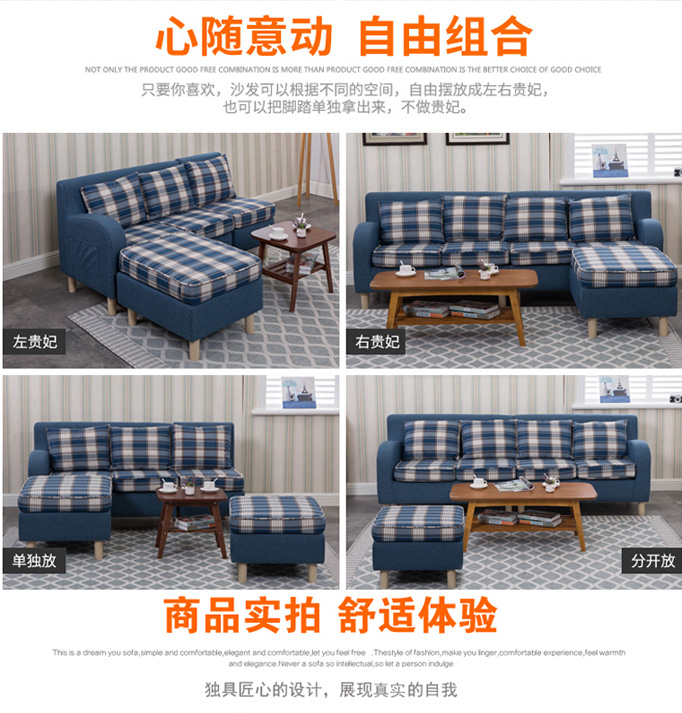 心随意动 自由组合
NOT ONLY THE PRODUCT GOOD FREE COMBINATION IS MORE THAN PRODUCT GOOD FREE COMBINATION IS THE BETTER CHOICE OF GOOD CHOICE
只要你喜欢，沙发可以根据不同的空间，自由摆放成左右贵妃，
也可以把脚踏单独拿出来，不做贵妃。
左贵妃
右贵妃
单独放
分开放
商品实拍 舒适体验
This is a dream you sofa,simple and comfortable,elegant and comfortable,let you feel free .Thestyle of fashion,make you linger,comfortable experience,feel warmth
and elegance.Never a sofa so intellectual,so let a person indulge
独具匠心的设计，展现真实的自我